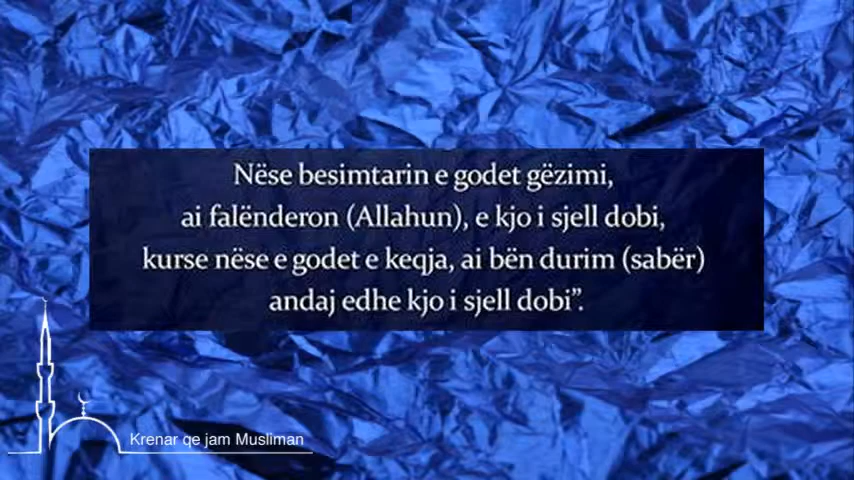 Nëse besimtarin e godet gëzimi,
ai falënderon (Allahun), e kjo i sjell dobi,
kurse nëse e godet e keqja, ai bën durim (sabër)
andaj edhe kjo i sjell dobi”.
Krenar qe jam Musliman